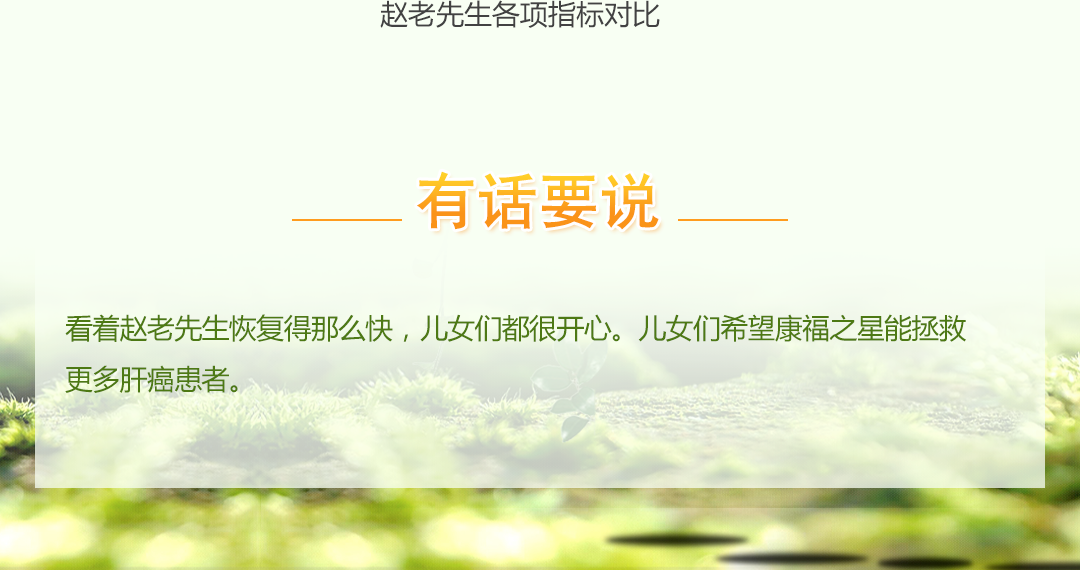 赵老先生各项指标对比
有话要说
看着赵老先生恢复得那么快，儿女们都很开心。儿女们希望康福之星能拯救
更多肝癌患者。